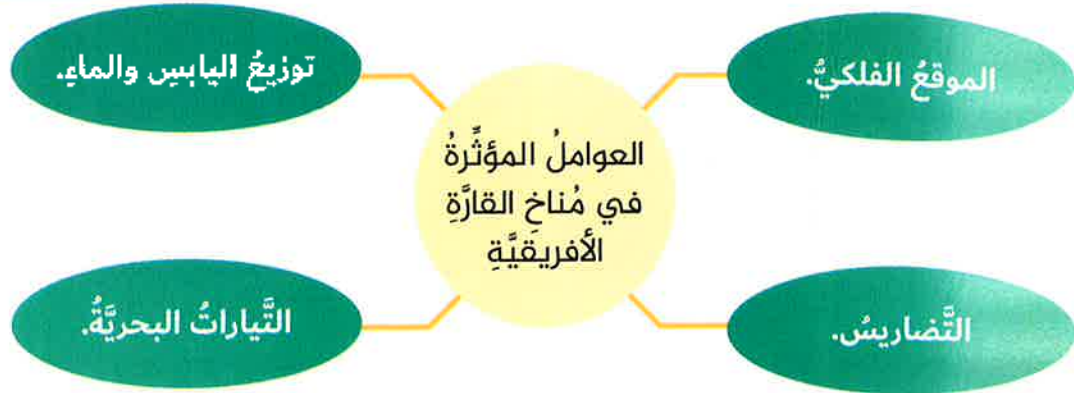 العواملُ المؤثِّرةُ
في مُناخِ القارَّةِ
الأفريقيَّةِ
الموقعُ الفلكيُّ.
توزيعُ اليابسِ والماءِ.
التَّضاريسُ.
التَّياراتُ البحريَّةُ.